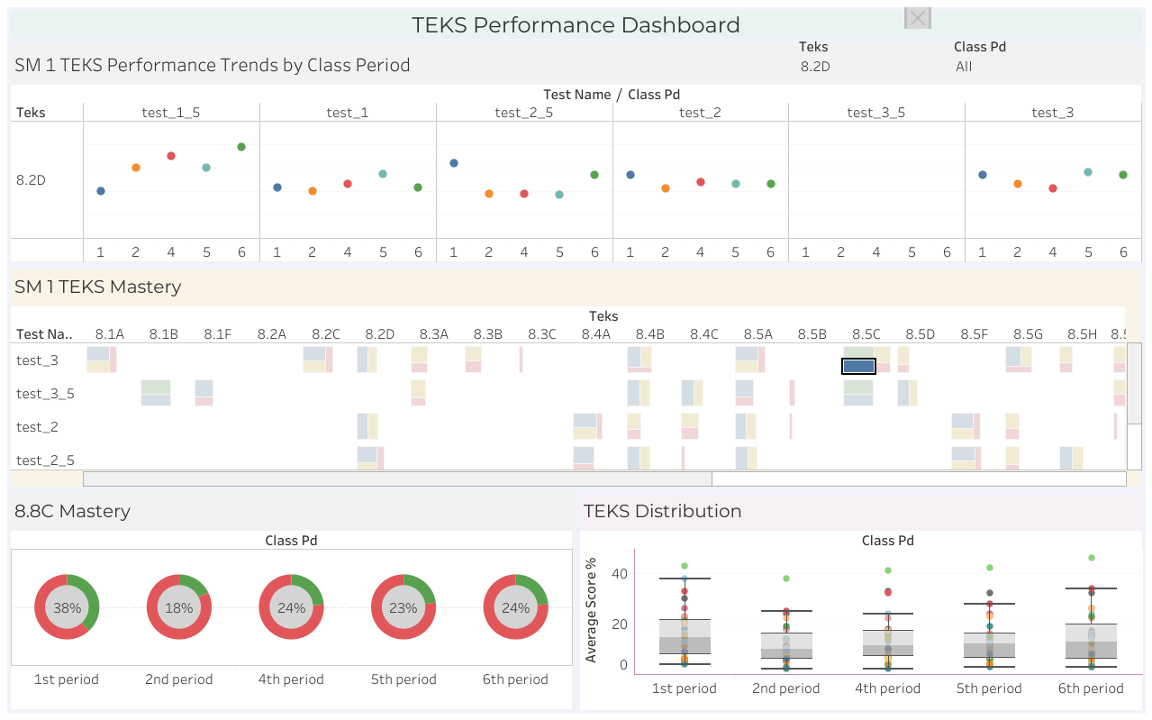 TEKS Performance Dashboard
SM 1 TEKS Performance Trends by Class Period
Teks Class Pd
8.2D All
Test Name / Class Pd
Teks test_1_5 test_1 test_2_5 test_2 test_3_5 test_3
8.2D
1 2 4 5 6 1 2 4 5 6 1 2 4 5 6 1 2 4 5 6 1 2 4 5 6 1 2 4 5 6
SM 1 TEKS Mastery
Teks
Test Na.. 8.1A 8.1B 8.1F 8.2A 8.2C 8.2D 8.3A 8.3B 8.3C 8.4A 8.4B 8.4C 8.5A 8.5B 8.5C 8.5D 8.5F 8.5G 8.5H
test_3
test_3_5
test_2
test_2_5
8.8C Mastery
Class Pd
38% 18% 24% 23% 24%
1st period 2nd period 4th period 5th period 6th period
TEKS Distribution
Class Pd
Average Score %
40
20
0
1st period 2nd period 4th period 5th period 6th period